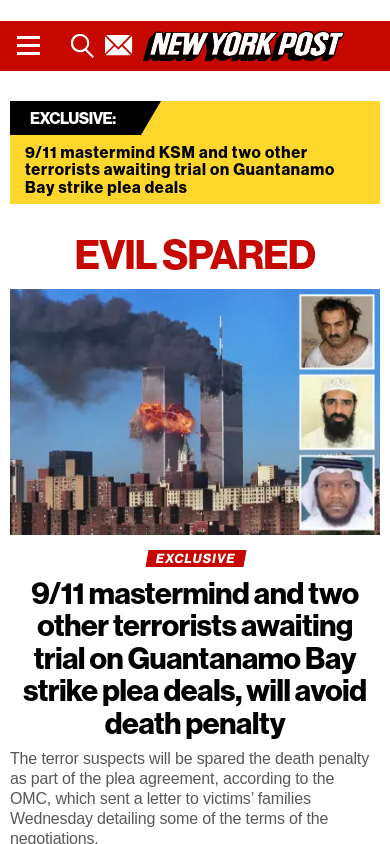 NEW YORK POST
EXCLUSIVE:
9/11 mastermind KSM and two other
terrorists awaiting trial on Guantanamo
Bay strike plea deals
EVIL SPARED
EXCLUSIVE
9/11 mastermind and two
other terrorists awaiting
trial on Guantanamo Bay
strike plea deals, will avoid
death penalty
The terror suspects will be spared the death penalty
as part of the plea agreement, according to the
OMC, which sent a letter to victims’ families
Wednesday detailing some of the terms of the
negotiations.